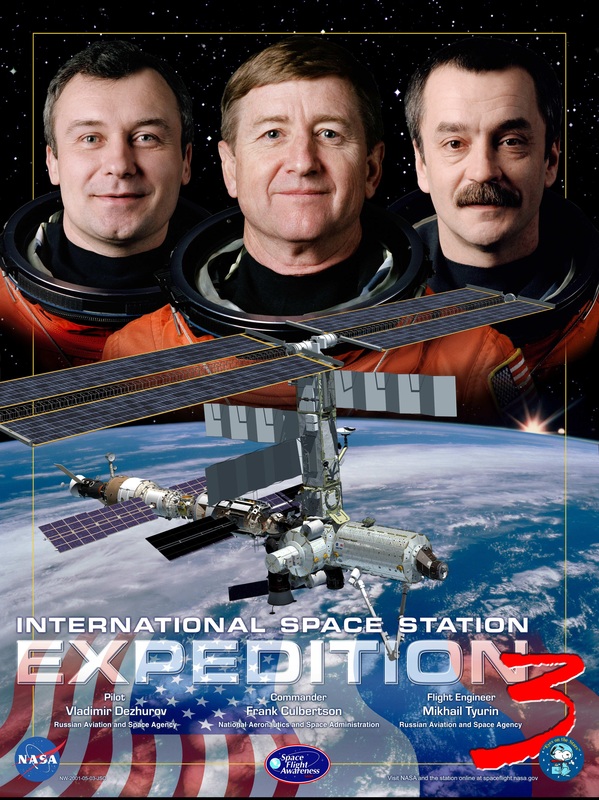 INTERNATIONAL SPACE STATION
EXPEDITION
3
Pilot
Vladimir Dezhurov
Russian Aviation and Space Agency
Commander
Frank Culbertson
National Aeronautics and Space Administration
Flight Engineer
Mikhail Tyurin
Russian Aviation and Space Agency
NASA
Space
Flight
Awareness
Visit NASA and the station online at spaceflight.nasa.gov